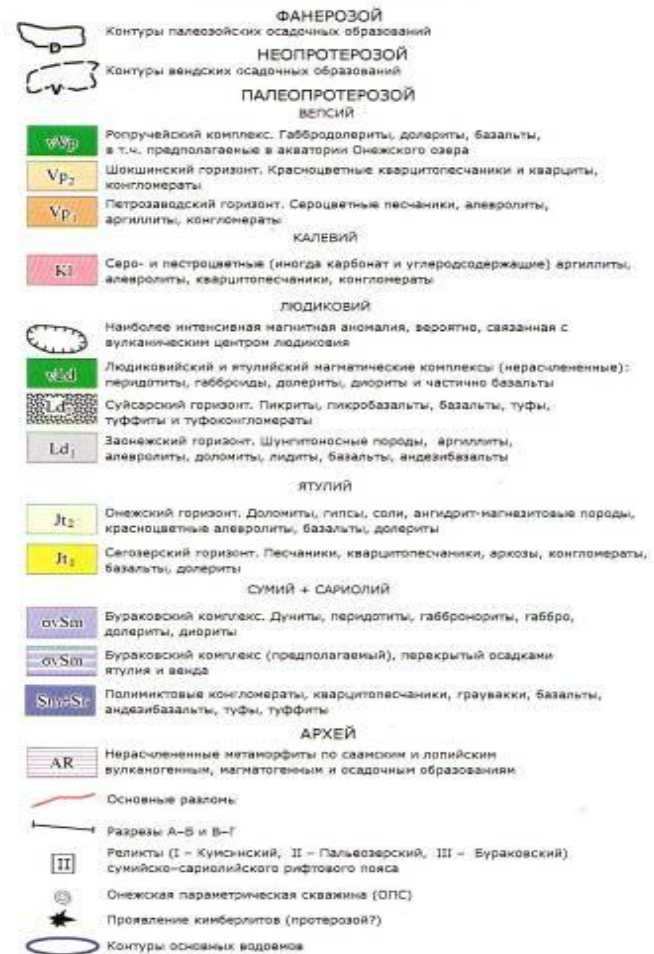 ФАНЕРОЗОЙ
Контуры палеозойских осадочных образований
D
НЕОПРОТЕРОЗОЙ
Контуры вендских осадочных образований
V
ПАЛЕОПРОТЕРОЗОЙ
ВЕПСИЙ
νVp
Ропручейский комплекс. Габбродолериты, долериты, базальты,
в т.ч. предполагаемые в акватории Онежского озера
Vp2
Шокшинский горизонт. Красноцветные кварцитопесчаники и кварциты,
конгломераты
Vp1
Петрозаводский горизонт. Сероцветные песчаники, алевролиты,
аргиллиты, конгломераты
КАЛЕВИЙ
Kl
Серо- и пестроцветные (иногда карбонат и углеродсодержащие) аргиллиты,
алевролиты, кварцитопесчаники, конгломераты
ЛЮДИКОВИЙ
Наиболее интенсивная магнитная аномалия, вероятно, связанная с
вулканическим центром людиковия
νLd
Людиковийский и ятулийский магматические комплексы (нерасчлененные):
перидотиты, габброиды, долериты, диориты и частично базальты
Ld2
Суйсарский горизонт. Пикриты, пикробазальты, базальты, туфы,
туффиты и туфоконгломераты
Ld1
Заонежский горизонт. Шунгитоносные породы, аргиллиты,
алевролиты, доломиты, лидиты, базальты, андезибазальты
ЯТУЛИЙ
Jt2
Онежский горизонт. Доломиты, гипсы, соли, ангидрит-магнезитовые породы,
красноцветные алевролиты, базальты, долериты
Jt1
Сегозерский горизонт. Песчаники, кварцитопесчаники, аркозы, конгломераты,
базальты, долериты
СУМИЙ + САРИОЛИЙ
σνSm
Бураковский комплекс. Дуниты, перидотиты, габбронориты, габбро,
долериты, диориты
σνSm
Бураковский комплекс (предполагаемый), перекрытый осадками
ятулия и венда
Sm+Sr
Полимиктовые конгломераты, кварцитопесчаники, граувакки, базальты,
андезибазальты, туфы, туффиты
АРХЕЙ
AR
Нерасчлененные метаморфиты по саамским и лопийским
вулканогенным, магматогенным и осадочным образованиям
Основные разломы
Разрезы А–Б и В–Г
II
Реликты (I – Кумсинский, II – Пальеозерский, III – Бураковский)
сумийско-сариолийского рифтового пояса
Онежская параметрическая скважина (ОПС)
Проявление кимберлитов (протерозой?)
Контуры основных водоемов